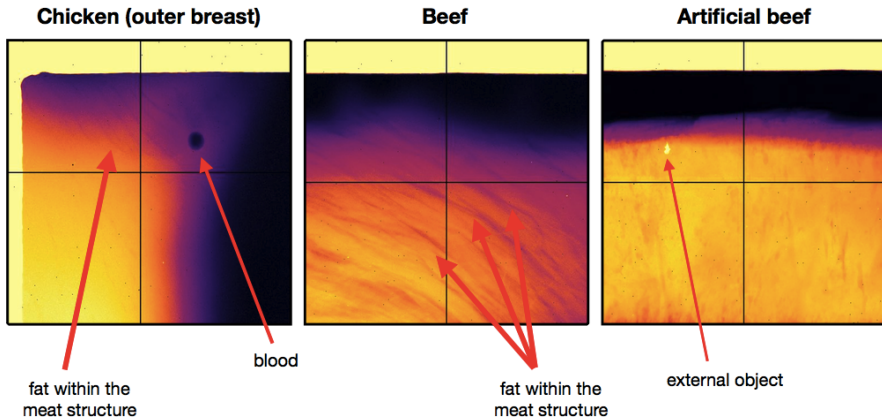 Chicken (outer breast)
Beef
Artificial beef
blood
fat within the
meat structure
fat within the
meat structure
external object